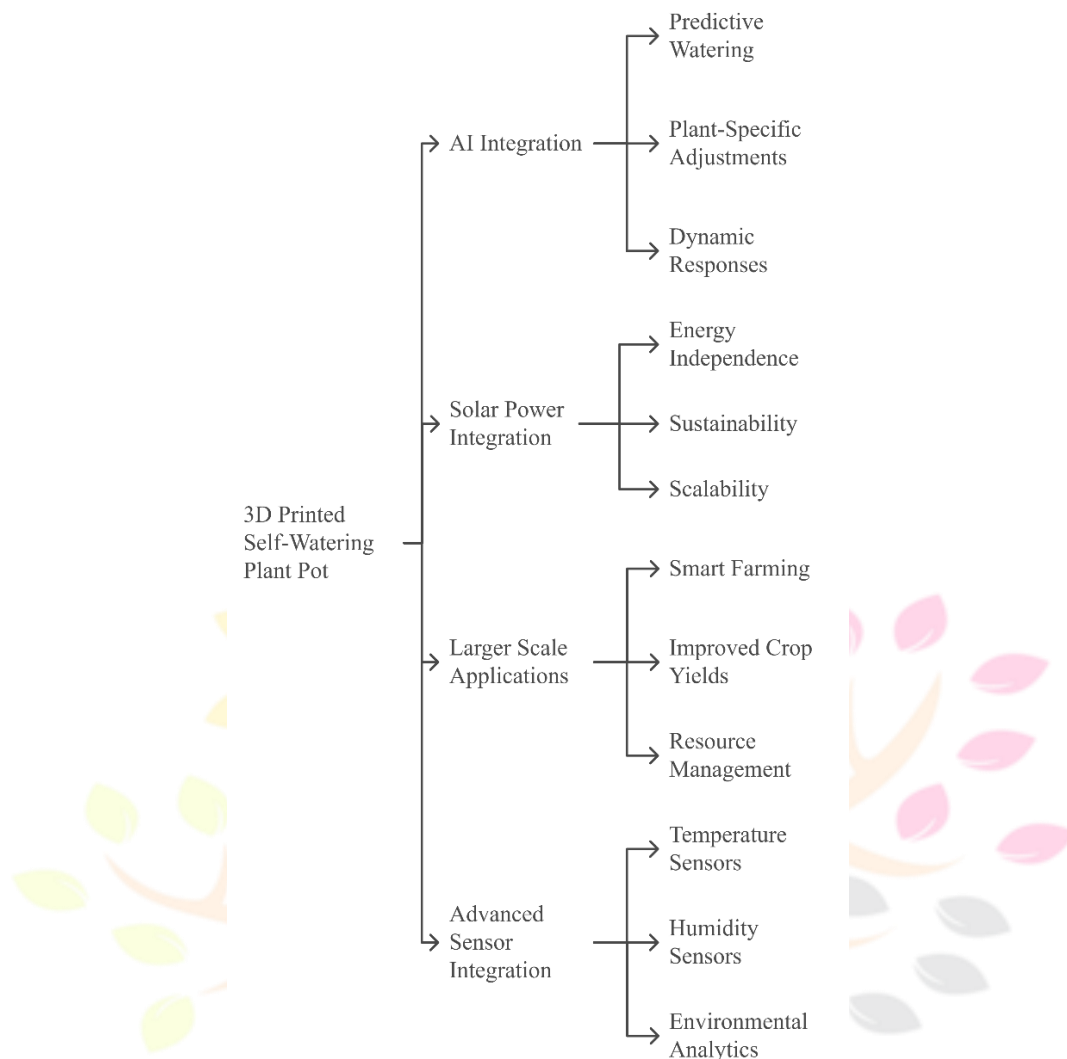 Predictive
Watering
AI Integration
Plant-Specific
Adjustments
Dynamic
Responses
Energy
Independence
Solar Power
Integration
Sustainability
Scalability
3D Printed
Self-Watering
Plant Pot
Smart Farming
Larger Scale
Applications
Improved Crop
Yields
Resource
Management
Temperature
Sensors
Advanced
Sensor
Integration
Humidity
Sensors
Environmental
Analytics